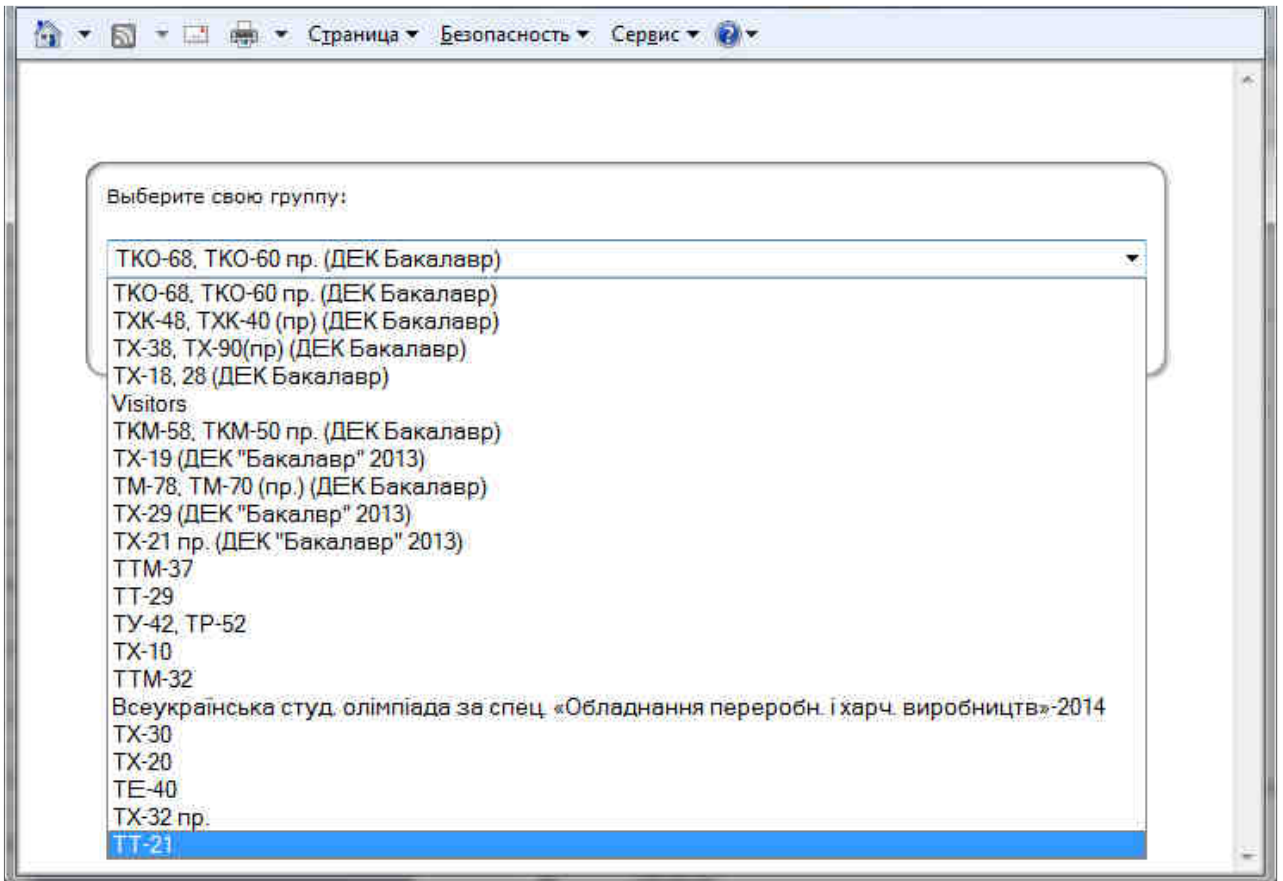 Страница Безопасность Сервис
Выберите свою группу:
ТКО-68, ТКО-60 пр. (ДЕК Бакалавр)
ТКО-68, ТКО-60 пр. (ДЕК Бакалавр)
ТХК-48, ТХК-40 (пр) (ДЕК Бакалавр)
ТХ-38, ТХ-90(пр) (ДЕК Бакалавр)
ТХ-18, 28 (ДЕК Бакалавр)
Visitors
ТКМ-58, ТКМ-50 пр. (ДЕК Бакалавр)
ТХ-19 (ДЕК "Бакалавр" 2013)
ТМ-78, ТМ-70 (пр.) (ДЕК Бакалавр)
ТХ-29 (ДЕК "Бакалвр" 2013)
ТХ-21 пр. (ДЕК "Бакалавр" 2013)
ТТМ-37
ТТ-29
ТУ-42, ТР-52
ТХ-10
ТТМ-32
Всеукраїнська студ. олімпіада за спец. «Обладнання переробн. і харч. виробництв»-2014
ТХ-30
ТХ-20
ТЕ-40
ТХ-32 пр.
ТТ-21